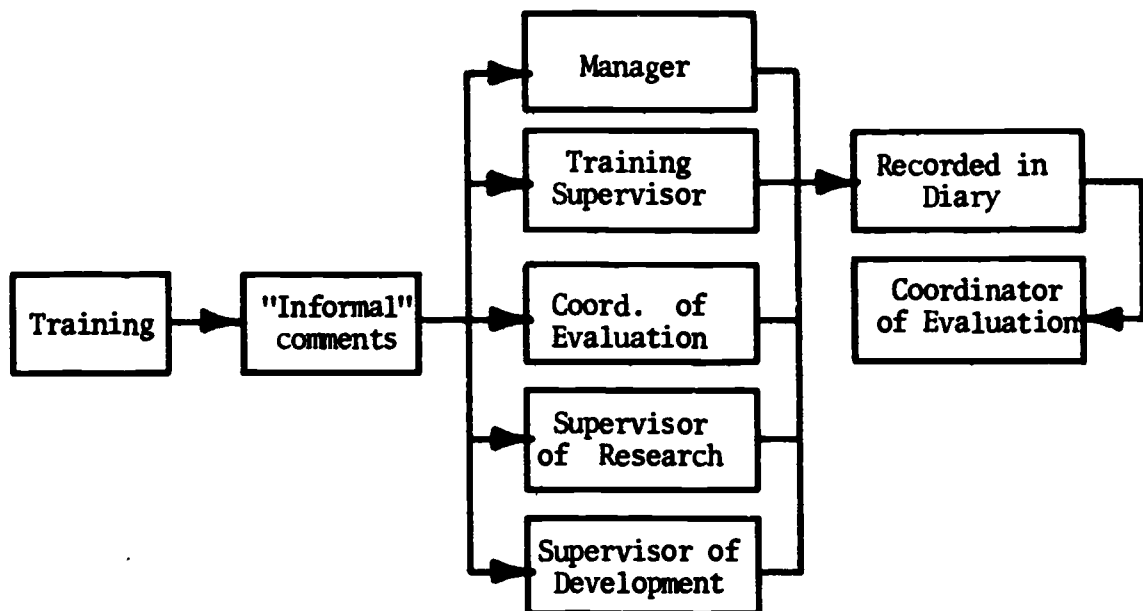 Training
"Informal"
comments
Manager
Training
Supervisor
Coord. of
Evaluation
Supervisor
of Research
Supervisor of
Development
Recorded in
Diary
Coordinator
of Evaluation